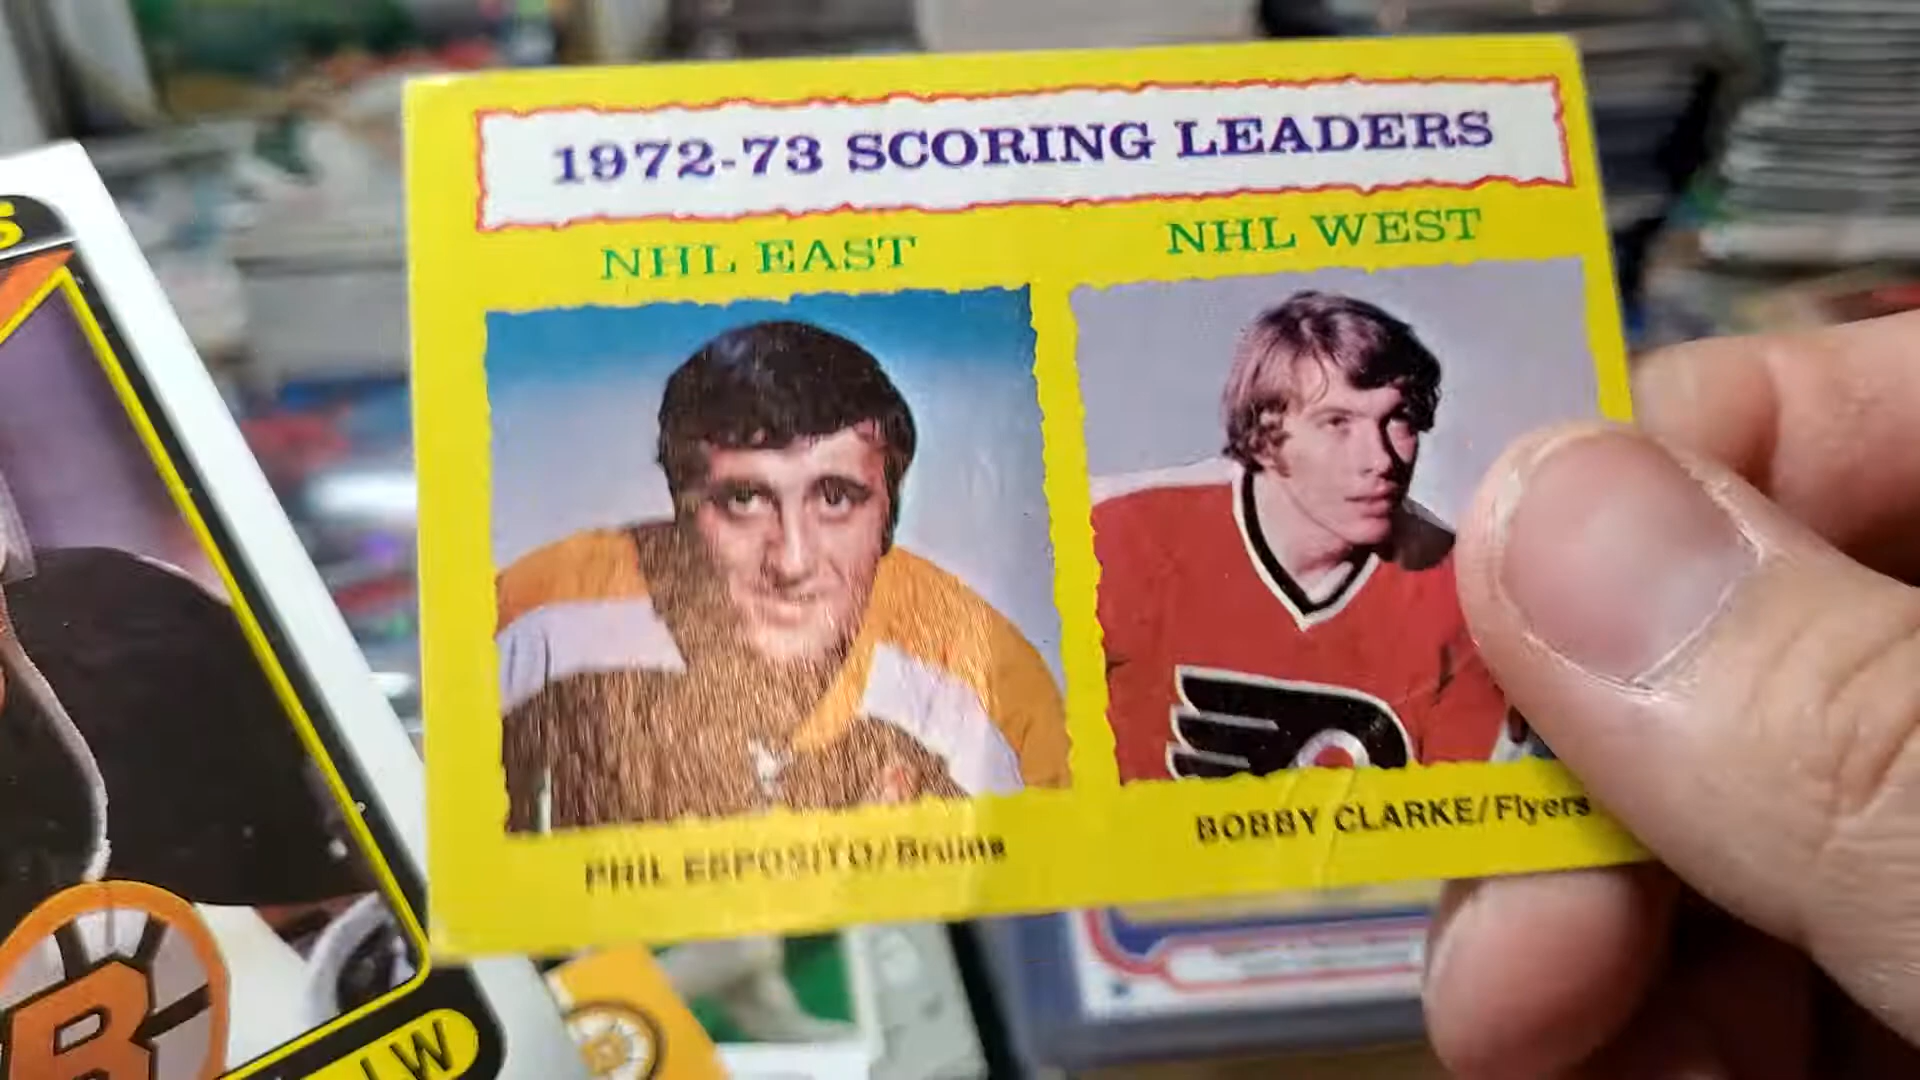 1972-73 SCORING LEADERS
NHL EAST
NHL WEST
PHIL ESPOSITO/Bruins
BOBBY CLARKE/Flyers
S
B
LW